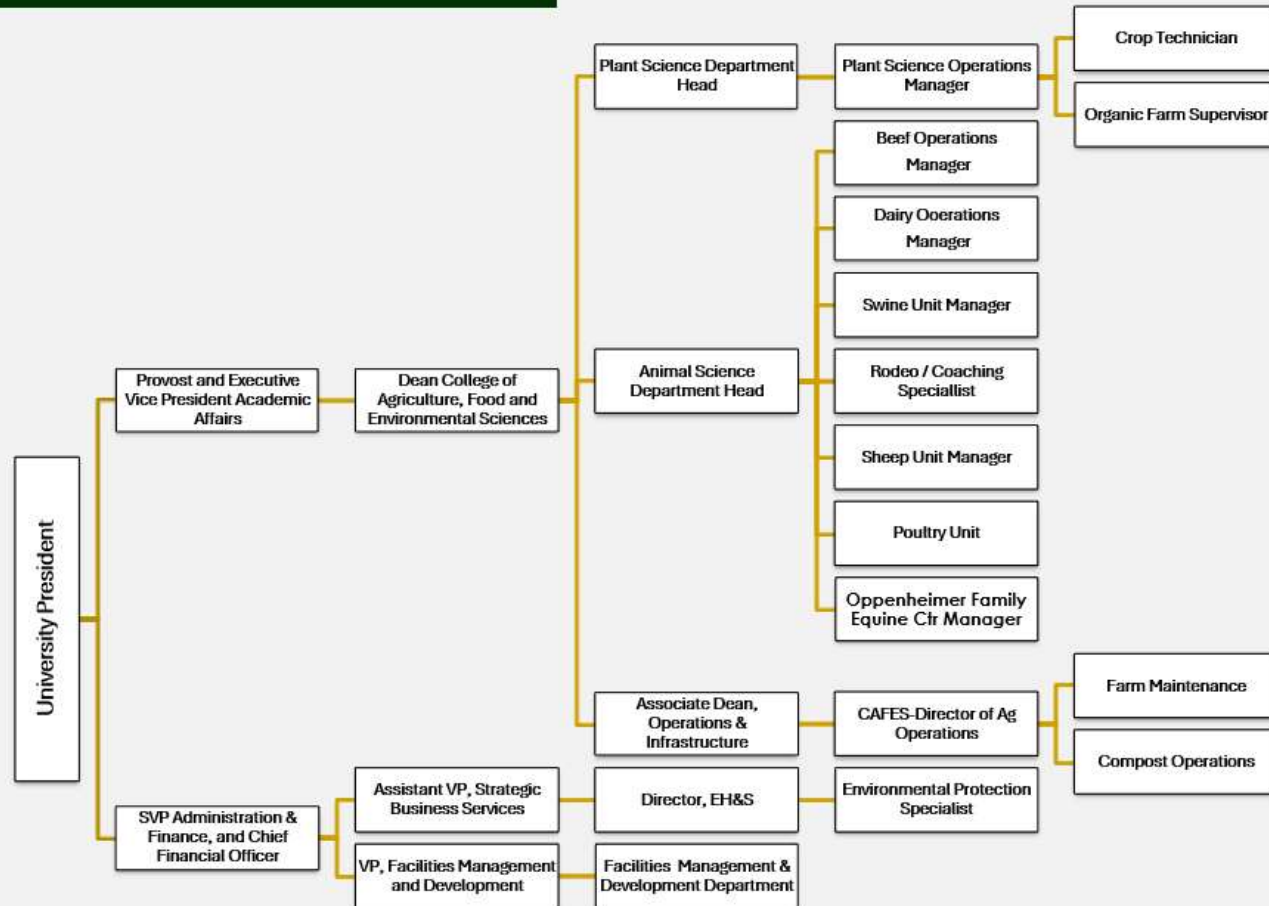 University President
Provost and Executive
Vice President Academic
Affairs
Dean College of
Agriculture, Food and
Environmental Sciences
Plant Science Department
Head
Plant Science Operations
Manager
Crop Technician
Organic Farm Supervisor
Animal Science
Department Head
Beef Operations
Manager
Dairy Ooerations
Manager
Swine Unit Manager
Rodeo / Coaching
Speciallist
Sheep Unit Manager
Poultry Unit
Oppenheimer Family
Equine Ctr Manager
Associate Dean,
Operations &
Infrastructure
CAFES-Director of Ag
Operations
Farm Maintenance
Compost Operations
SVP Administration &
Finance, and Chief
Financial Officer
Assistant VP, Strategic
Business Services
Director, EH&S
Environmental Protection
Specialist
VP, Facilities Management
and Development
Facilities Management &
Development Department